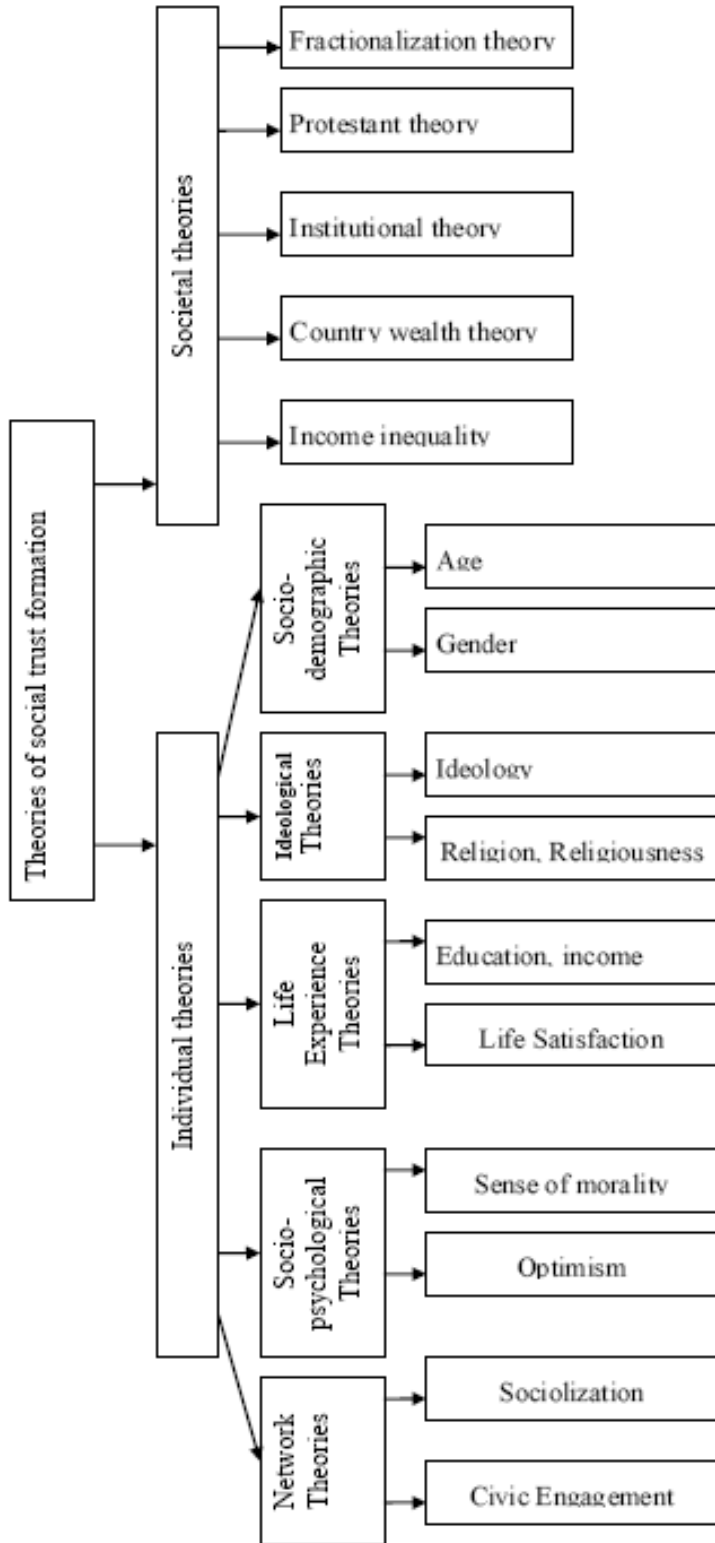 Theories of social trust formation
Societal theories
Fractionalization theory
Protestant theory
Institutional theory
Country wealth theory
Income inequality
Individual theories
Socio-
demographic
Theories
Age
Gender
Ideological
Theories
Ideology
Religion, Religiousness
Life
Experience
Theories
Education, income
Life Satisfaction
Socio-
psychological
Theories
Sense of morality
Optimism
Network
Theories
Sociolization
Civic Engagement